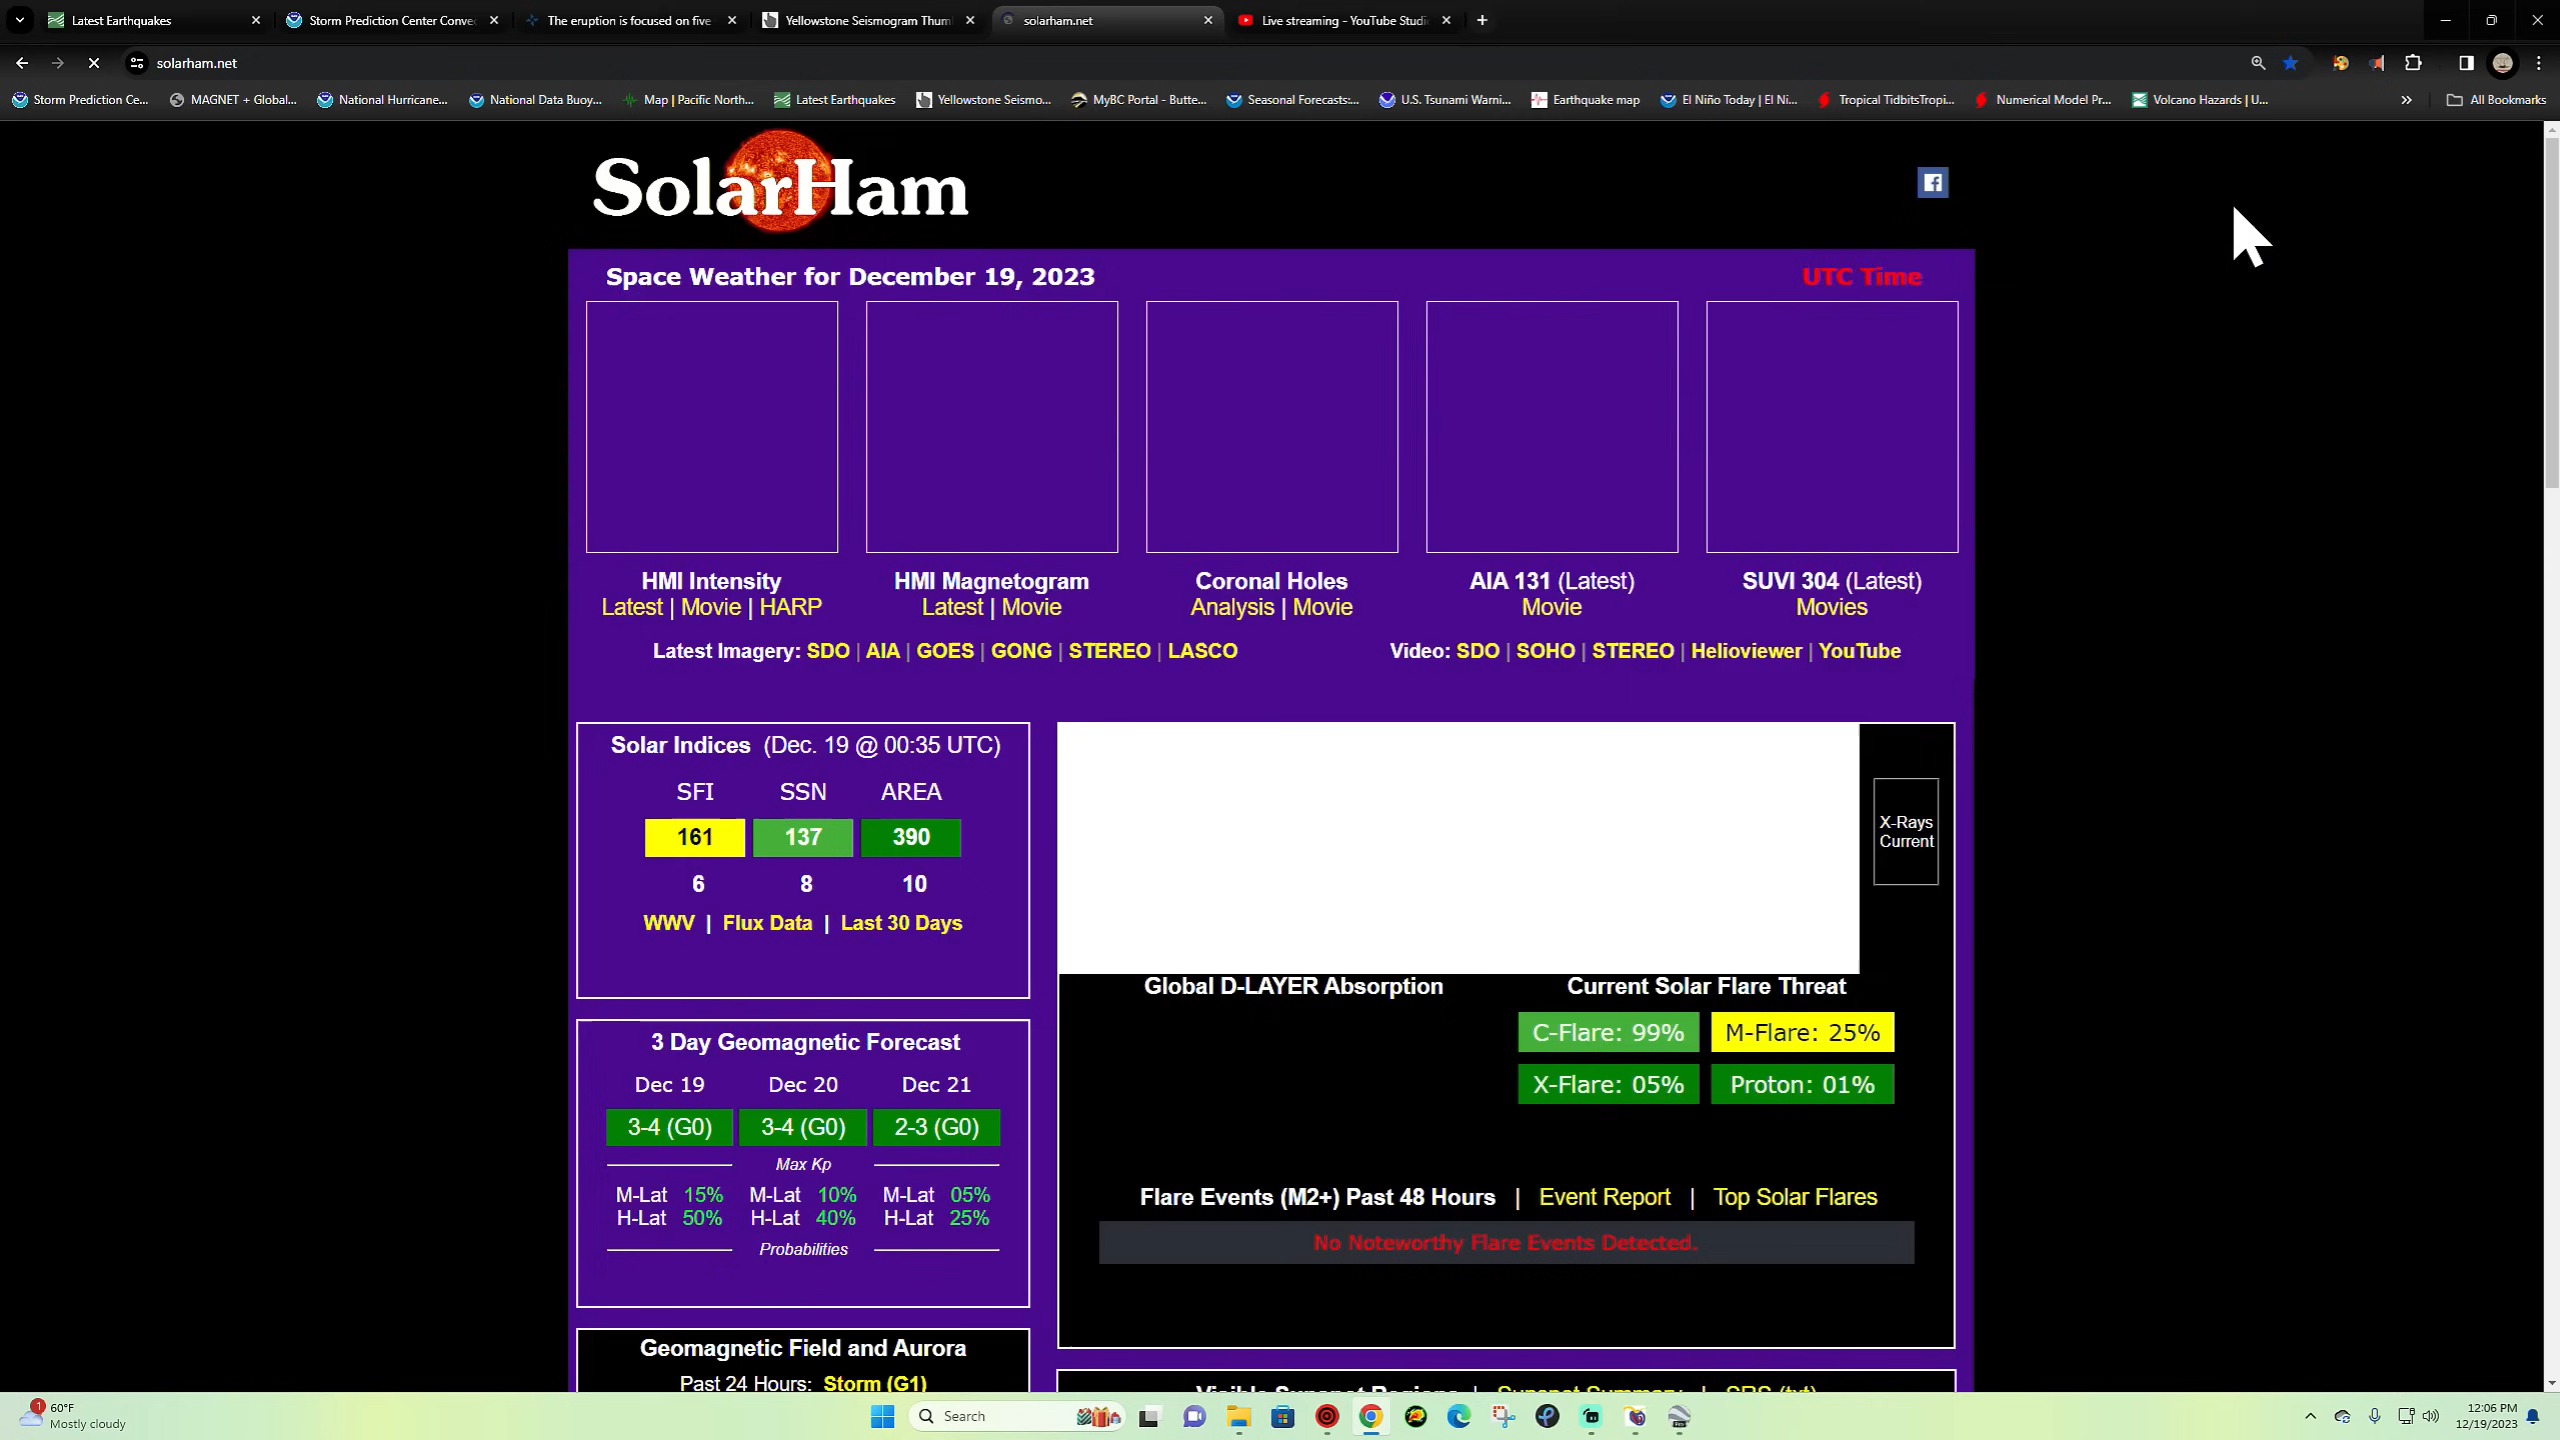 Latest Earthquakes
Storm Prediction Center Conve
The eruption is focused on five
Yellowstone Seismogram Thum
solarham.net
Live streaming - YouTube Studi
solarham.net
Storm Prediction Ce...
MAGNET + Global...
National Hurricane...
National Data Buoy...
Map | Pacific North...
Latest Earthquakes
Yellowstone Seismo...
MyBC Portal - Butte...
Seasonal Forecasts:...
U.S. Tsunami Warni...
Earthquake map
El Niño Today | El Ni...
Tropical TidbitsTropi...
Numerical Model Pr...
Volcano Hazards | U...
All Bookmarks
SolarHam
Space Weather for December 19, 2023
UTC Time
HMI Intensity
Latest | Movie | HARP
HMI Magnetogram
Latest | Movie
Coronal Holes
Analysis | Movie
AIA 131 (Latest)
Movie
SUVI 304 (Latest)
Movies
Latest Imagery: SDO | AIA | GOES | GONG | STEREO | LASCO
Video: SDO | SOHO | STEREO | Helioviewer | YouTube
Solar Indices (Dec. 19 @ 00:35 UTC)
SFI SSN AREA
161 137 390
6 8 10
WWV | Flux Data | Last 30 Days
X-Rays
Current
Global D-LAYER Absorption
Current Solar Flare Threat
C-Flare: 99% M-Flare: 25%
X-Flare: 05% Proton: 01%
Flare Events (M2+) Past 48 Hours | Event Report | Top Solar Flares
No Noteworthy Flare Events Detected.
3 Day Geomagnetic Forecast
Dec 19 Dec 20 Dec 21
3-4 (G0) 3-4 (G0) 2-3 (G0)
Max Kp
M-Lat 15% M-Lat 10% M-Lat 05%
H-Lat 50% H-Lat 40% H-Lat 25%
Probabilities
Geomagnetic Field and Aurora
Past 24 Hours: Storm (G1)
Visible Sunspot Regions | Sunspot Summary | SRS (txt)
1
60°F
Mostly cloudy
Search
12:06 PM
12/19/2023